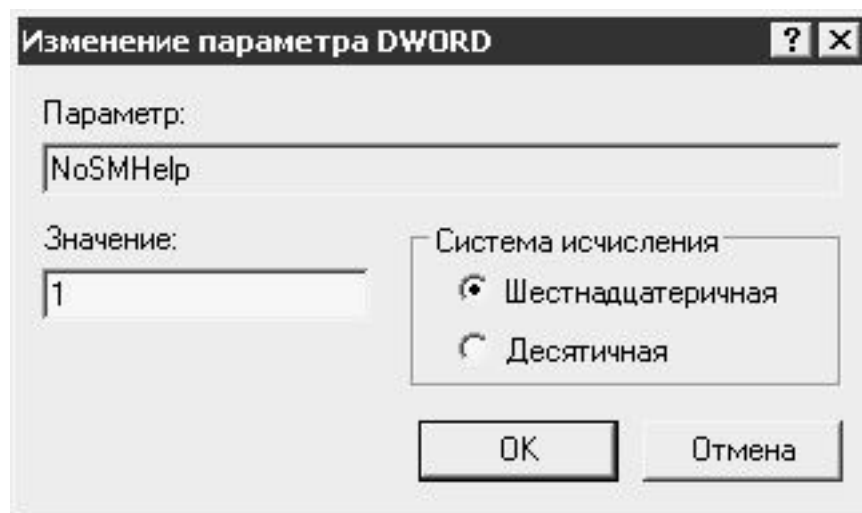 Изменение параметра DWORD
Параметр:
NoSMHelp
Значение:
1
Система исчисления
Шестнадцатеричная
Десятичная
OK
Отмена